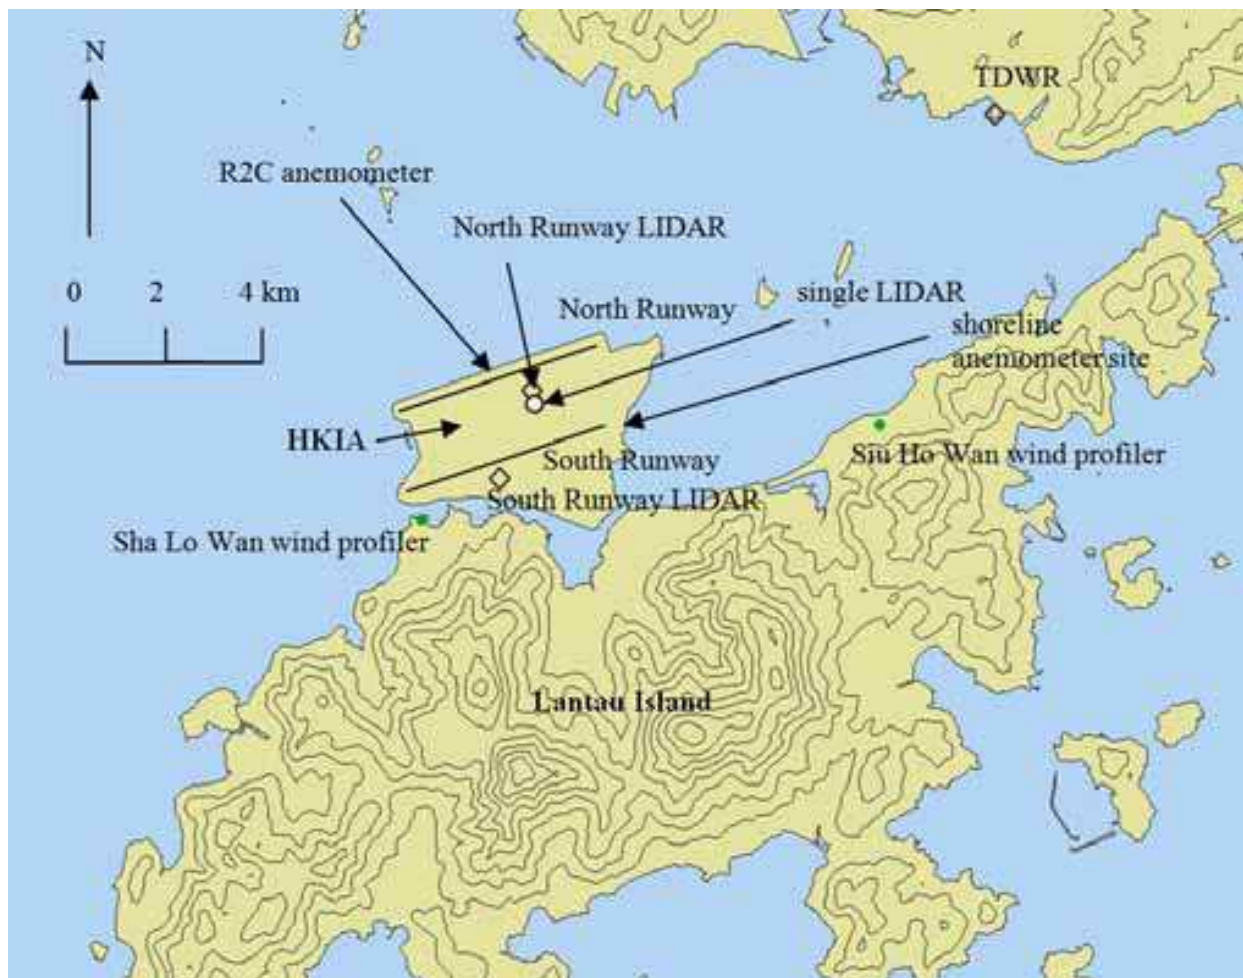 N
TDWR
R2C anemometer
North Runway LIDAR
0 2 4 km
North Runway
single LIDAR
shoreline
anemometer site
HKIA
South Runway
Siu Ho Wan wind profiler
South Runway LIDAR
Sha Lo Wan wind profiler
Lantau Island